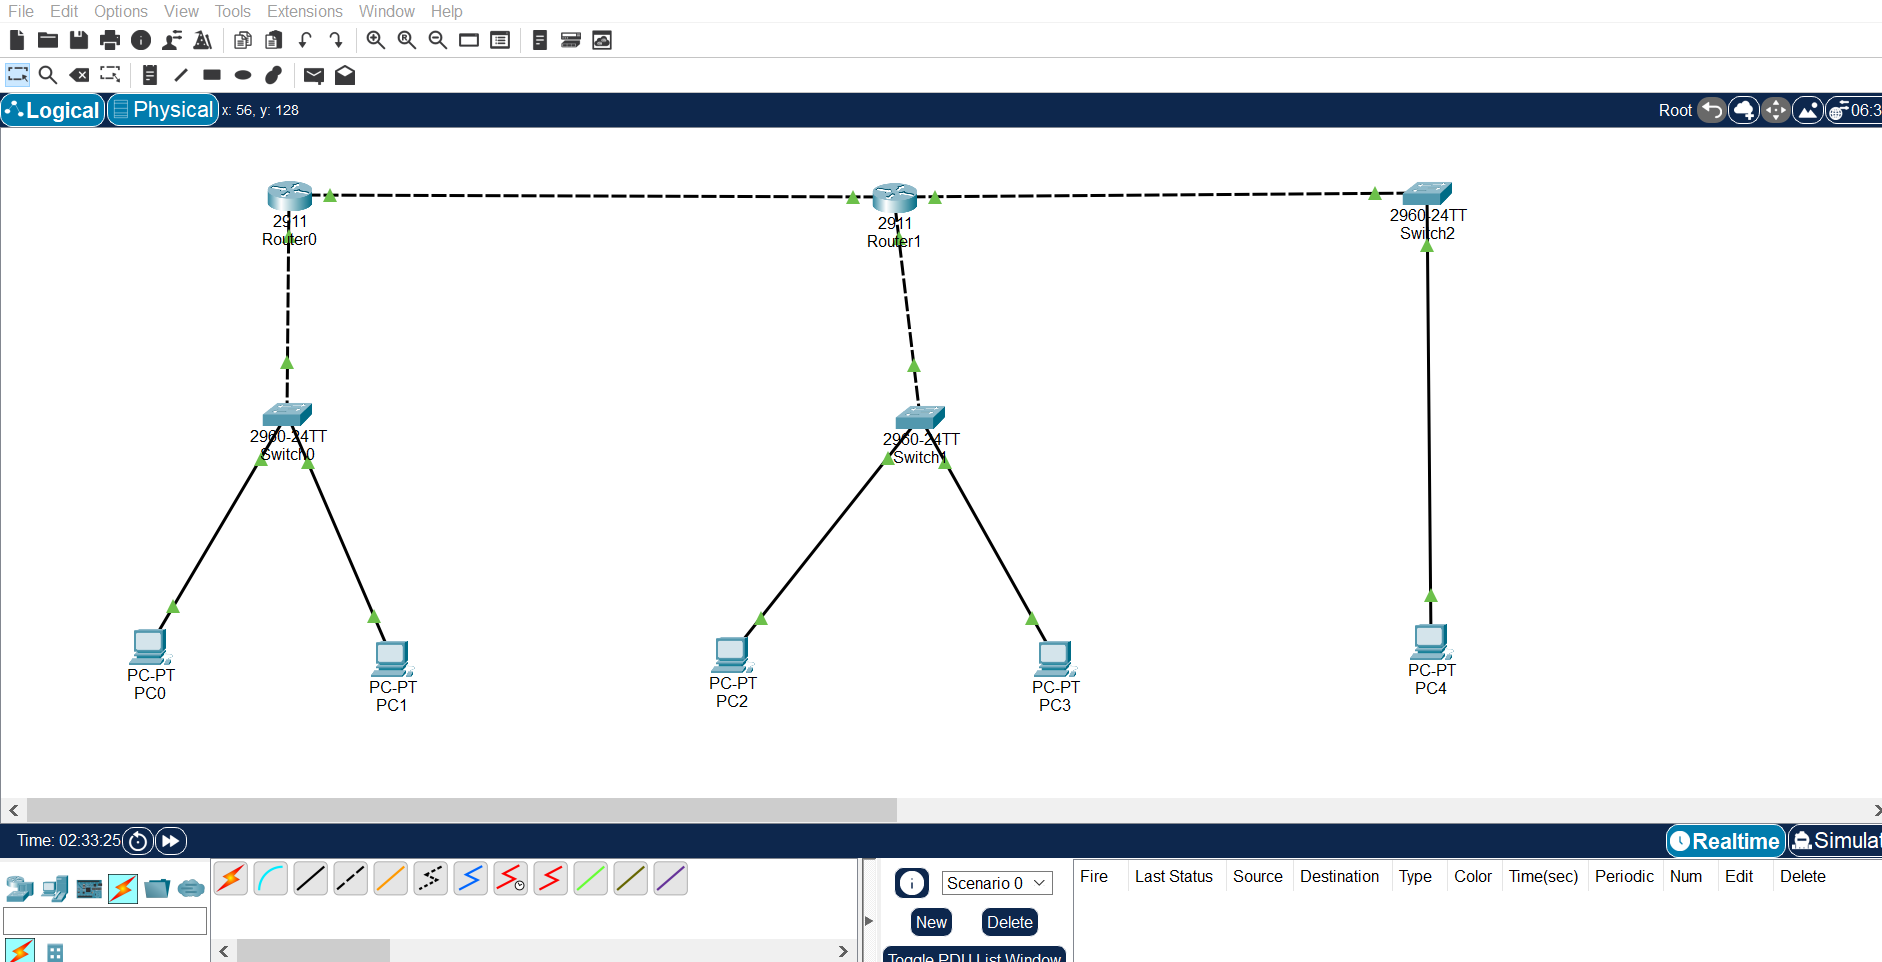 File Edit Options View Tools Extensions Window Help
Logical Physical x: 56, y: 128 Root 06:3
2911
Router0
2911
Router1
2960-24TT
Switch2
2960-24TT
Switch0
2960-24TT
Switch1
PC-PT
PC0
PC-PT
PC1
PC-PT
PC2
PC-PT
PC3
PC-PT
PC4
Time: 02:33:25 Realtime Simulat
Scenario 0
New Delete
Toggle PDU List Window
Fire Last Status Source Destination Type Color Time(sec) Periodic Num Edit Delete